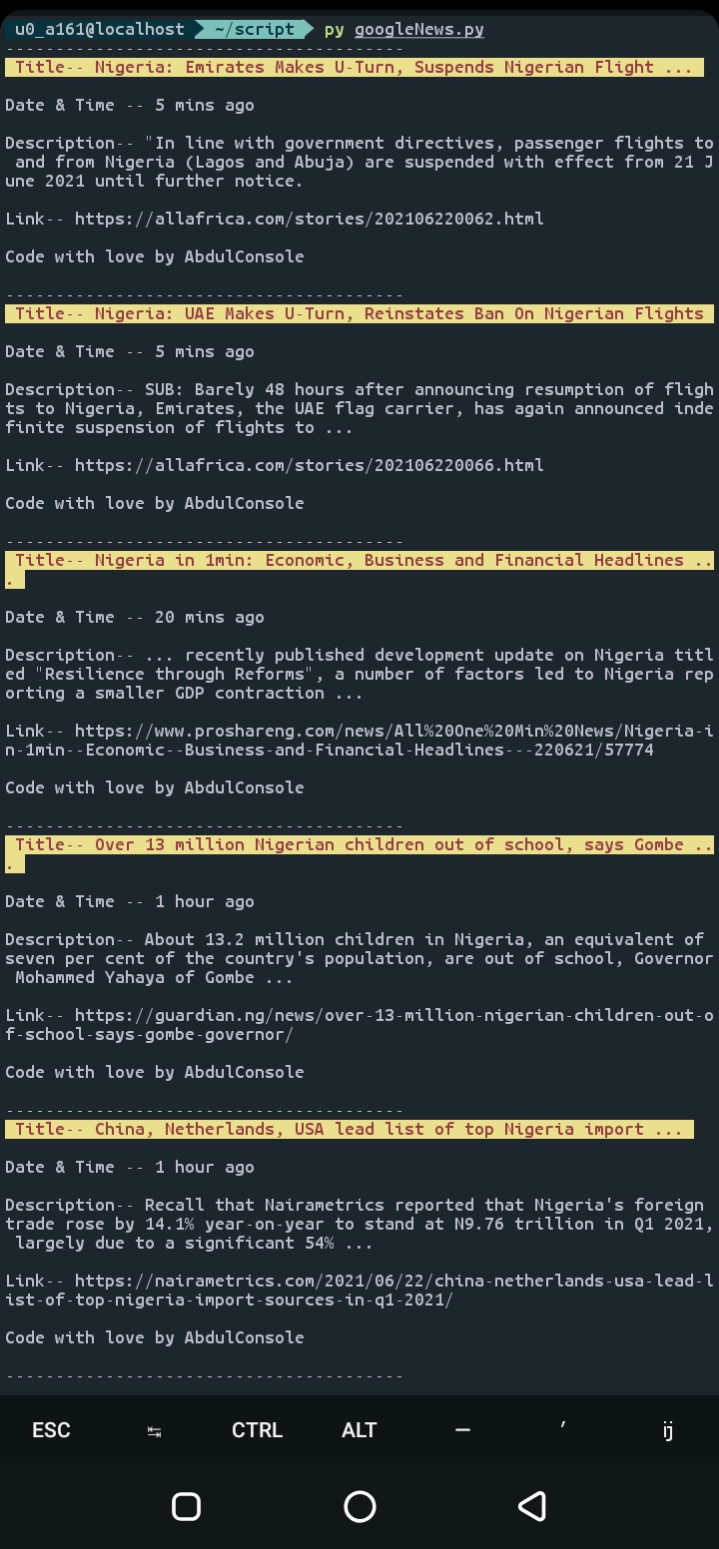 u0_a161@localhost ~/script py googleNews.py
----------------------------------------
Title-- Nigeria: Emirates Makes U-Turn, Suspends Nigerian Flight ...
Date & Time -- 5 mins ago
Description-- "In line with government directives, passenger flights to
and from Nigeria (Lagos and Abuja) are suspended with effect from 21 J
une 2021 until further notice.
Link-- https://allafrica.com/stories/202106220062.html
Code with love by AbdulConsole
----------------------------------------
Title-- Nigeria: UAE Makes U-Turn, Reinstates Ban On Nigerian Flights
Date & Time -- 5 mins ago
Description-- SUB: Barely 48 hours after announcing resumption of fligh
ts to Nigeria, Emirates, the UAE flag carrier, has again announced inde
finite suspension of flights to ...
Link-- https://allafrica.com/stories/202106220066.html
Code with love by AbdulConsole
----------------------------------------
Title-- Nigeria in 1min: Economic, Business and Financial Headlines ..
.
Date & Time -- 20 mins ago
Description-- ... recently published development update on Nigeria titl
ed "Resilience through Reforms", a number of factors led to Nigeria rep
orting a smaller GDP contraction ...
Link-- https://www.proshareng.com/news/All%20One%20Min%20News/Nigeria-i
n-1min--Economic--Business-and-Financial-Headlines---220621/57774
Code with love by AbdulConsole
----------------------------------------
Title-- Over 13 million Nigerian children out of school, says Gombe ..
.
Date & Time -- 1 hour ago
Description-- About 13.2 million children in Nigeria, an equivalent of
seven per cent of the country's population, are out of school, Governor
Mohammed Yahaya of Gombe ...
Link-- https://guardian.ng/news/over-13-million-nigerian-children-out-o
f-school-says-gombe-governor/
Code with love by AbdulConsole
----------------------------------------
Title-- China, Netherlands, USA lead list of top Nigeria import ...
Date & Time -- 1 hour ago
Description-- Recall that Nairametrics reported that Nigeria's foreign
trade rose by 14.1% year-on-year to stand at N9.76 trillion in Q1 2021,
largely due to a significant 54% ...
Link-- https://nairametrics.com/2021/06/22/china-netherlands-usa-lead-l
ist-of-top-nigeria-import-sources-in-q1-2021/
Code with love by AbdulConsole
----------------------------------------
ESC ↹ CTRL ALT — ′ ij